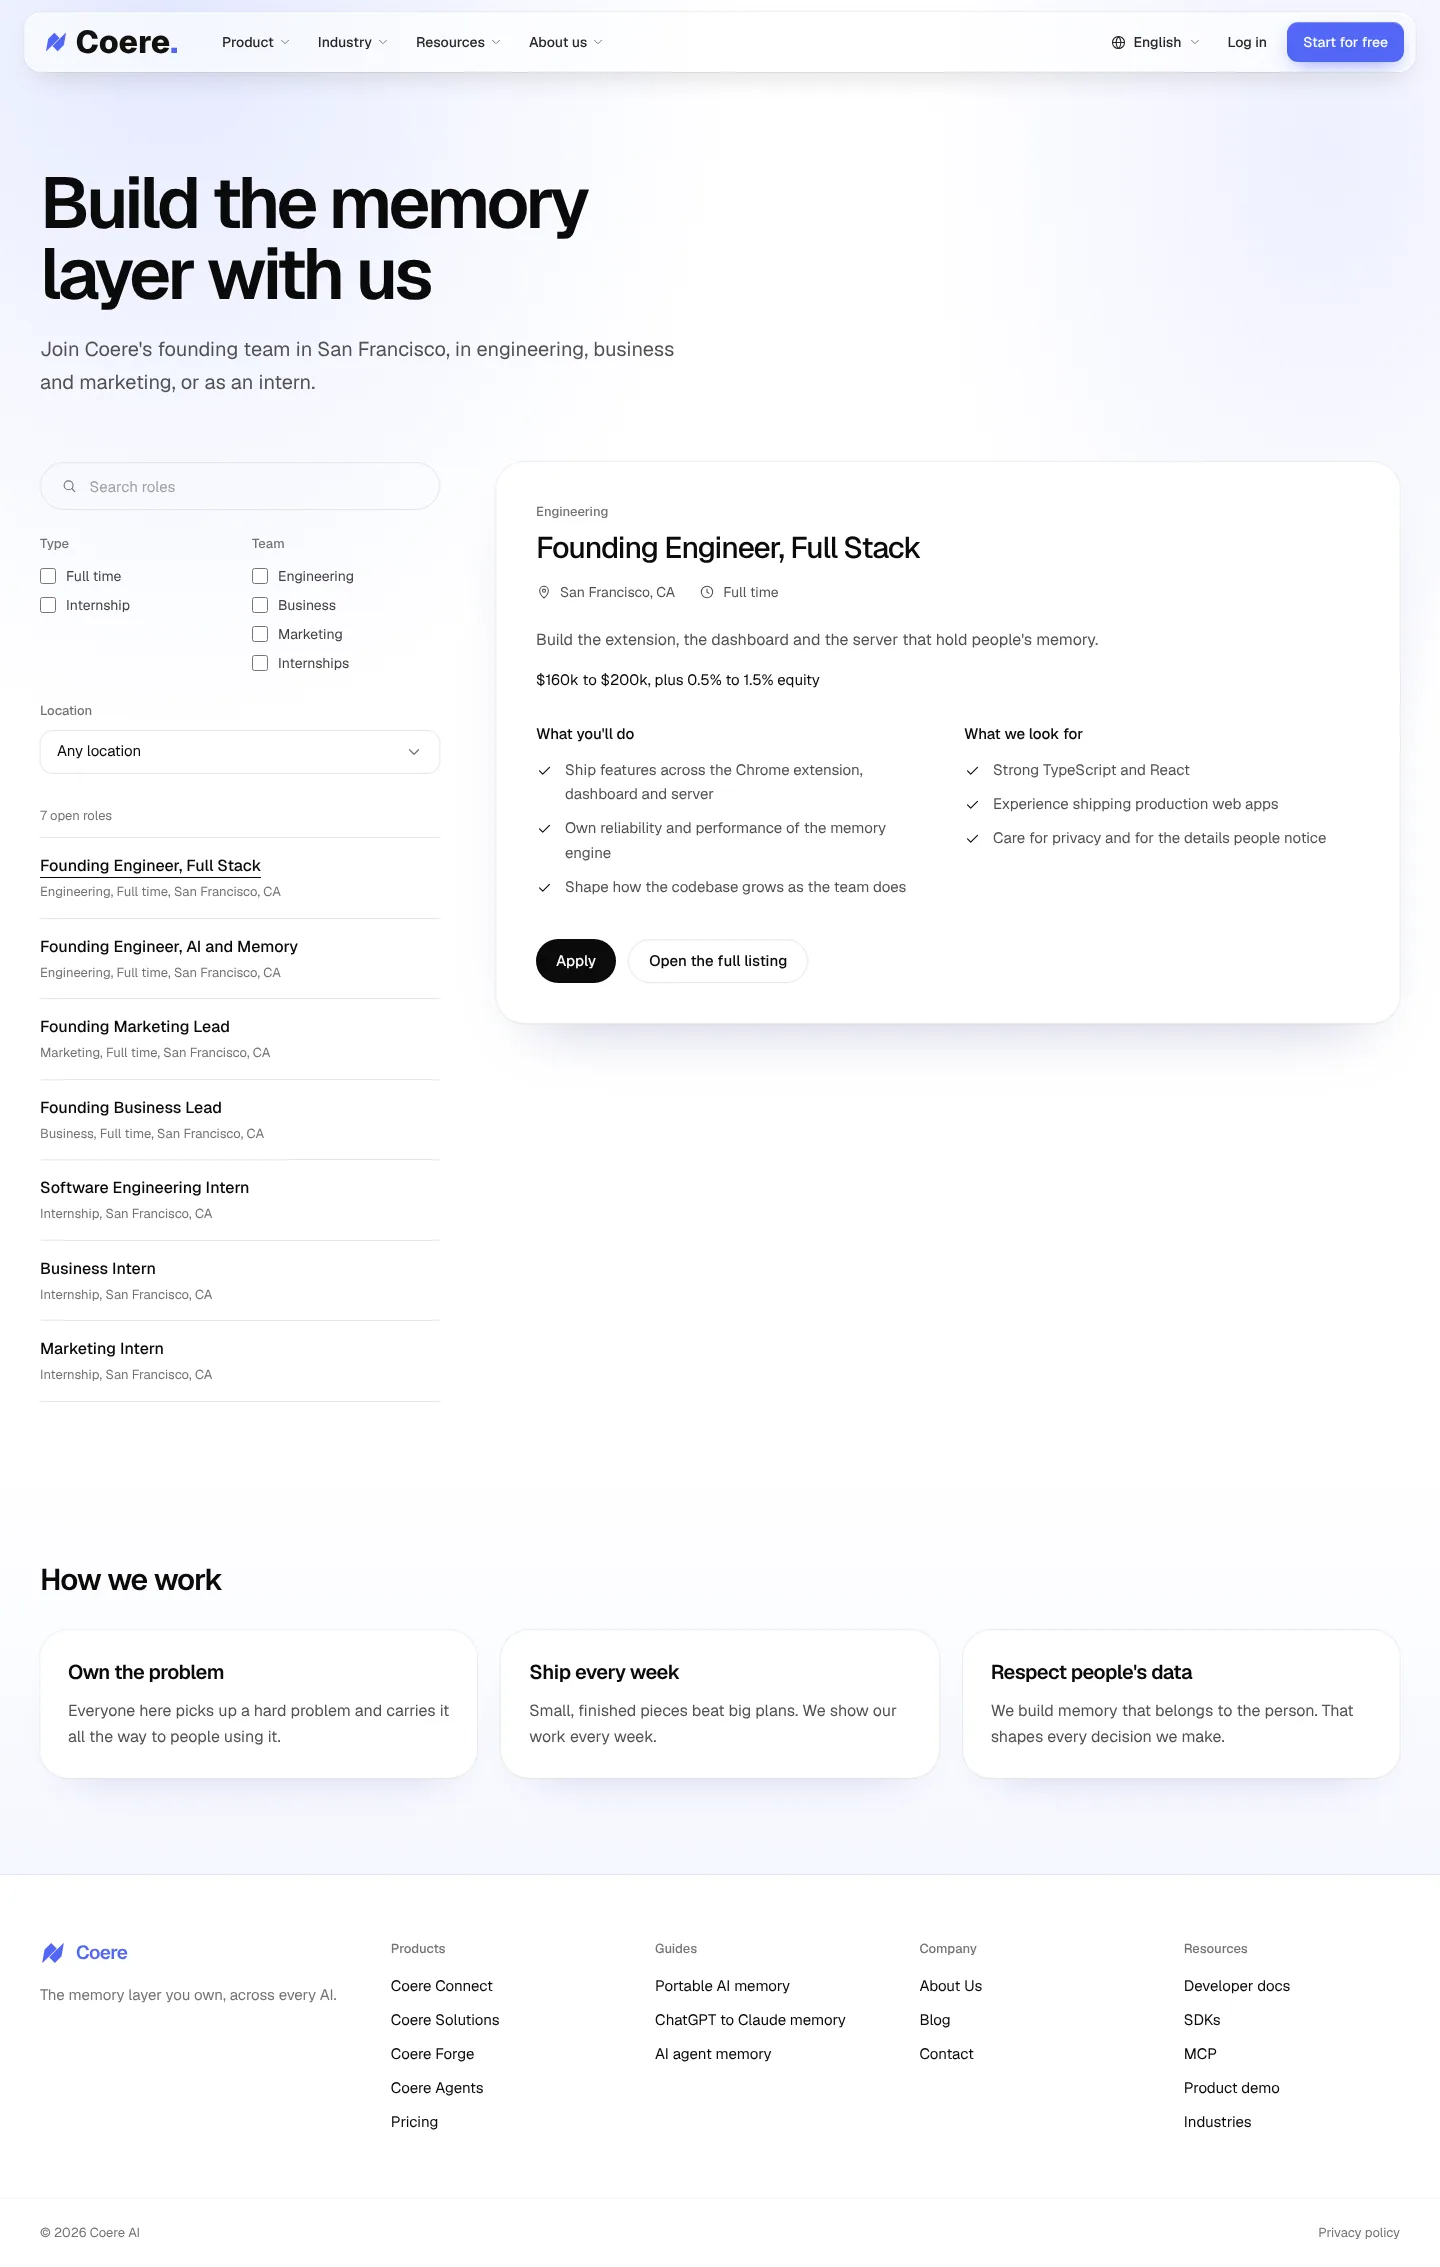 Coere.
Product
Industry
Resources
About us
English
Log in
Start for free
Build the memory
layer with us
Join Coere's founding team in San Francisco, in engineering, business
and marketing, or as an intern.
Search roles
Type
Full time
Internship
Team
Engineering
Business
Marketing
Internships
Location
Any location
7 open roles
Founding Engineer, Full Stack
Engineering, Full time, San Francisco, CA
Founding Engineer, AI and Memory
Engineering, Full time, San Francisco, CA
Founding Marketing Lead
Marketing, Full time, San Francisco, CA
Founding Business Lead
Business, Full time, San Francisco, CA
Software Engineering Intern
Internship, San Francisco, CA
Business Intern
Internship, San Francisco, CA
Marketing Intern
Internship, San Francisco, CA
Engineering
Founding Engineer, Full Stack
San Francisco, CA
Full time
Build the extension, the dashboard and the server that hold people's memory.
$160k to $200k, plus 0.5% to 1.5% equity
What you'll do
Ship features across the Chrome extension,
dashboard and server
Own reliability and performance of the memory
engine
Shape how the codebase grows as the team does
What we look for
Strong TypeScript and React
Experience shipping production web apps
Care for privacy and for the details people notice
Apply
Open the full listing
How we work
Own the problem
Everyone here picks up a hard problem and carries it
all the way to people using it.
Ship every week
Small, finished pieces beat big plans. We show our
work every week.
Respect people's data
We build memory that belongs to the person. That
shapes every decision we make.
Coere
The memory layer you own, across every AI.
Products
Coere Connect
Coere Solutions
Coere Forge
Coere Agents
Pricing
Guides
Portable AI memory
ChatGPT to Claude memory
AI agent memory
Company
About Us
Blog
Contact
Resources
Developer docs
SDKs
MCP
Product demo
Industries
© 2026 Coere AI
Privacy policy